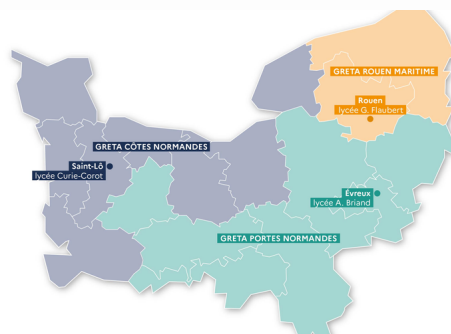 GRETA ROUEN MARITIME
Rouen
lycée G. Flaubert
GRETA CÔTES NORMANDES
Saint-Lô
lycée Curie-Corot
Évreux
lycée A. Briand
GRETA PORTES NORMANDES